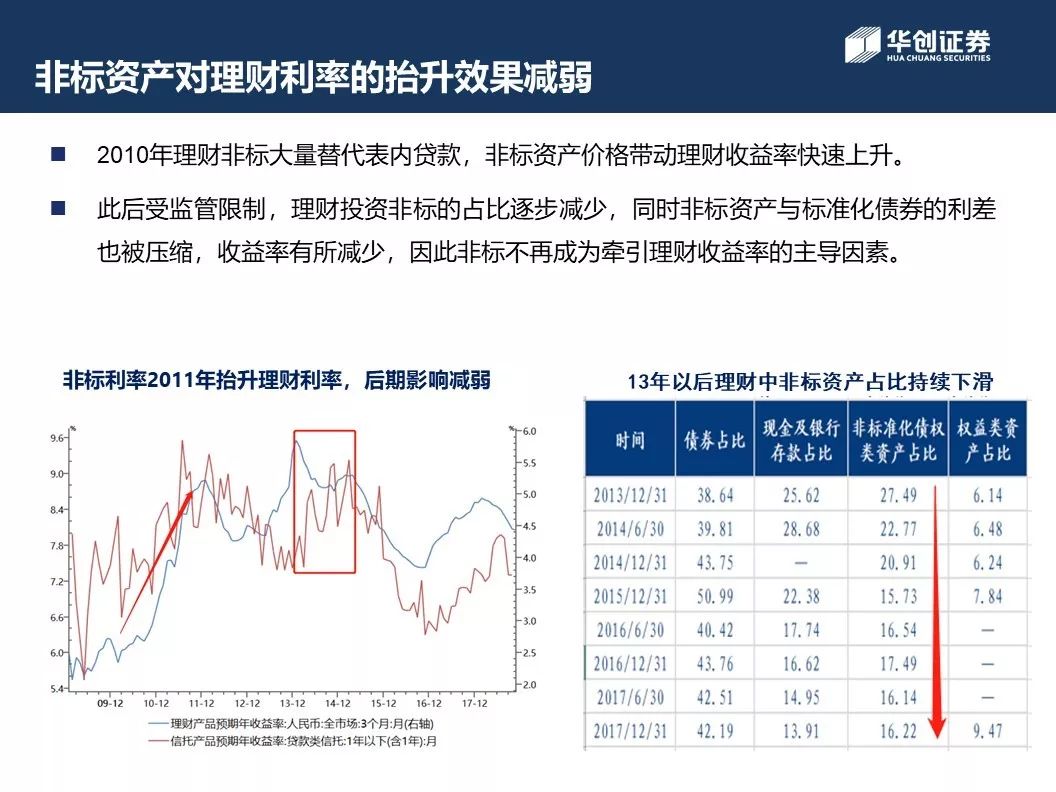 华创证券
HUA CHUANG SECURITIES
非标资产对理财利率的抬升效果减弱
2010年理财非标大量替代表内贷款，非标资产价格带动理财收益率快速上升。
此后受监管限制，理财投资非标的占比逐步减少，同时非标资产与标准化债券的利差
也被压缩，收益率有所减少，因此非标不再成为牵引理财收益率的主导因素。
非标利率2011年抬升理财利率，后期影响减弱
% %
9.6 6.0
5.5
9.0
5.0
8.4
4.5
7.8
4.0
7.2
3.5
6.6
3.0
6.0
2.5
5.4 2.0
09-12 10-12 11-12 12-12 13-12 14-12 15-12 16-12 17-12
理财产品预期年收益率:人民币:全市场:3个月:月(右轴)
信托产品预期年收益率:贷款类信托:1年以下(含1年):月
13年以后理财中非标资产占比持续下滑
时间 债券占比 现金及银行存款占比 非标准化债权类资产占比 权益类资产占比
2013/12/31 38.64 25.62 27.49 6.14
2014/6/30 39.81 28.68 22.77 6.48
2014/12/31 43.75 — 20.91 6.24
2015/12/31 50.99 22.38 15.73 7.84
2016/6/30 40.42 17.74 16.54 —
2016/12/31 43.76 16.62 17.49 —
2017/6/30 42.51 14.95 16.14 —
2017/12/31 42.19 13.91 16.22 9.47